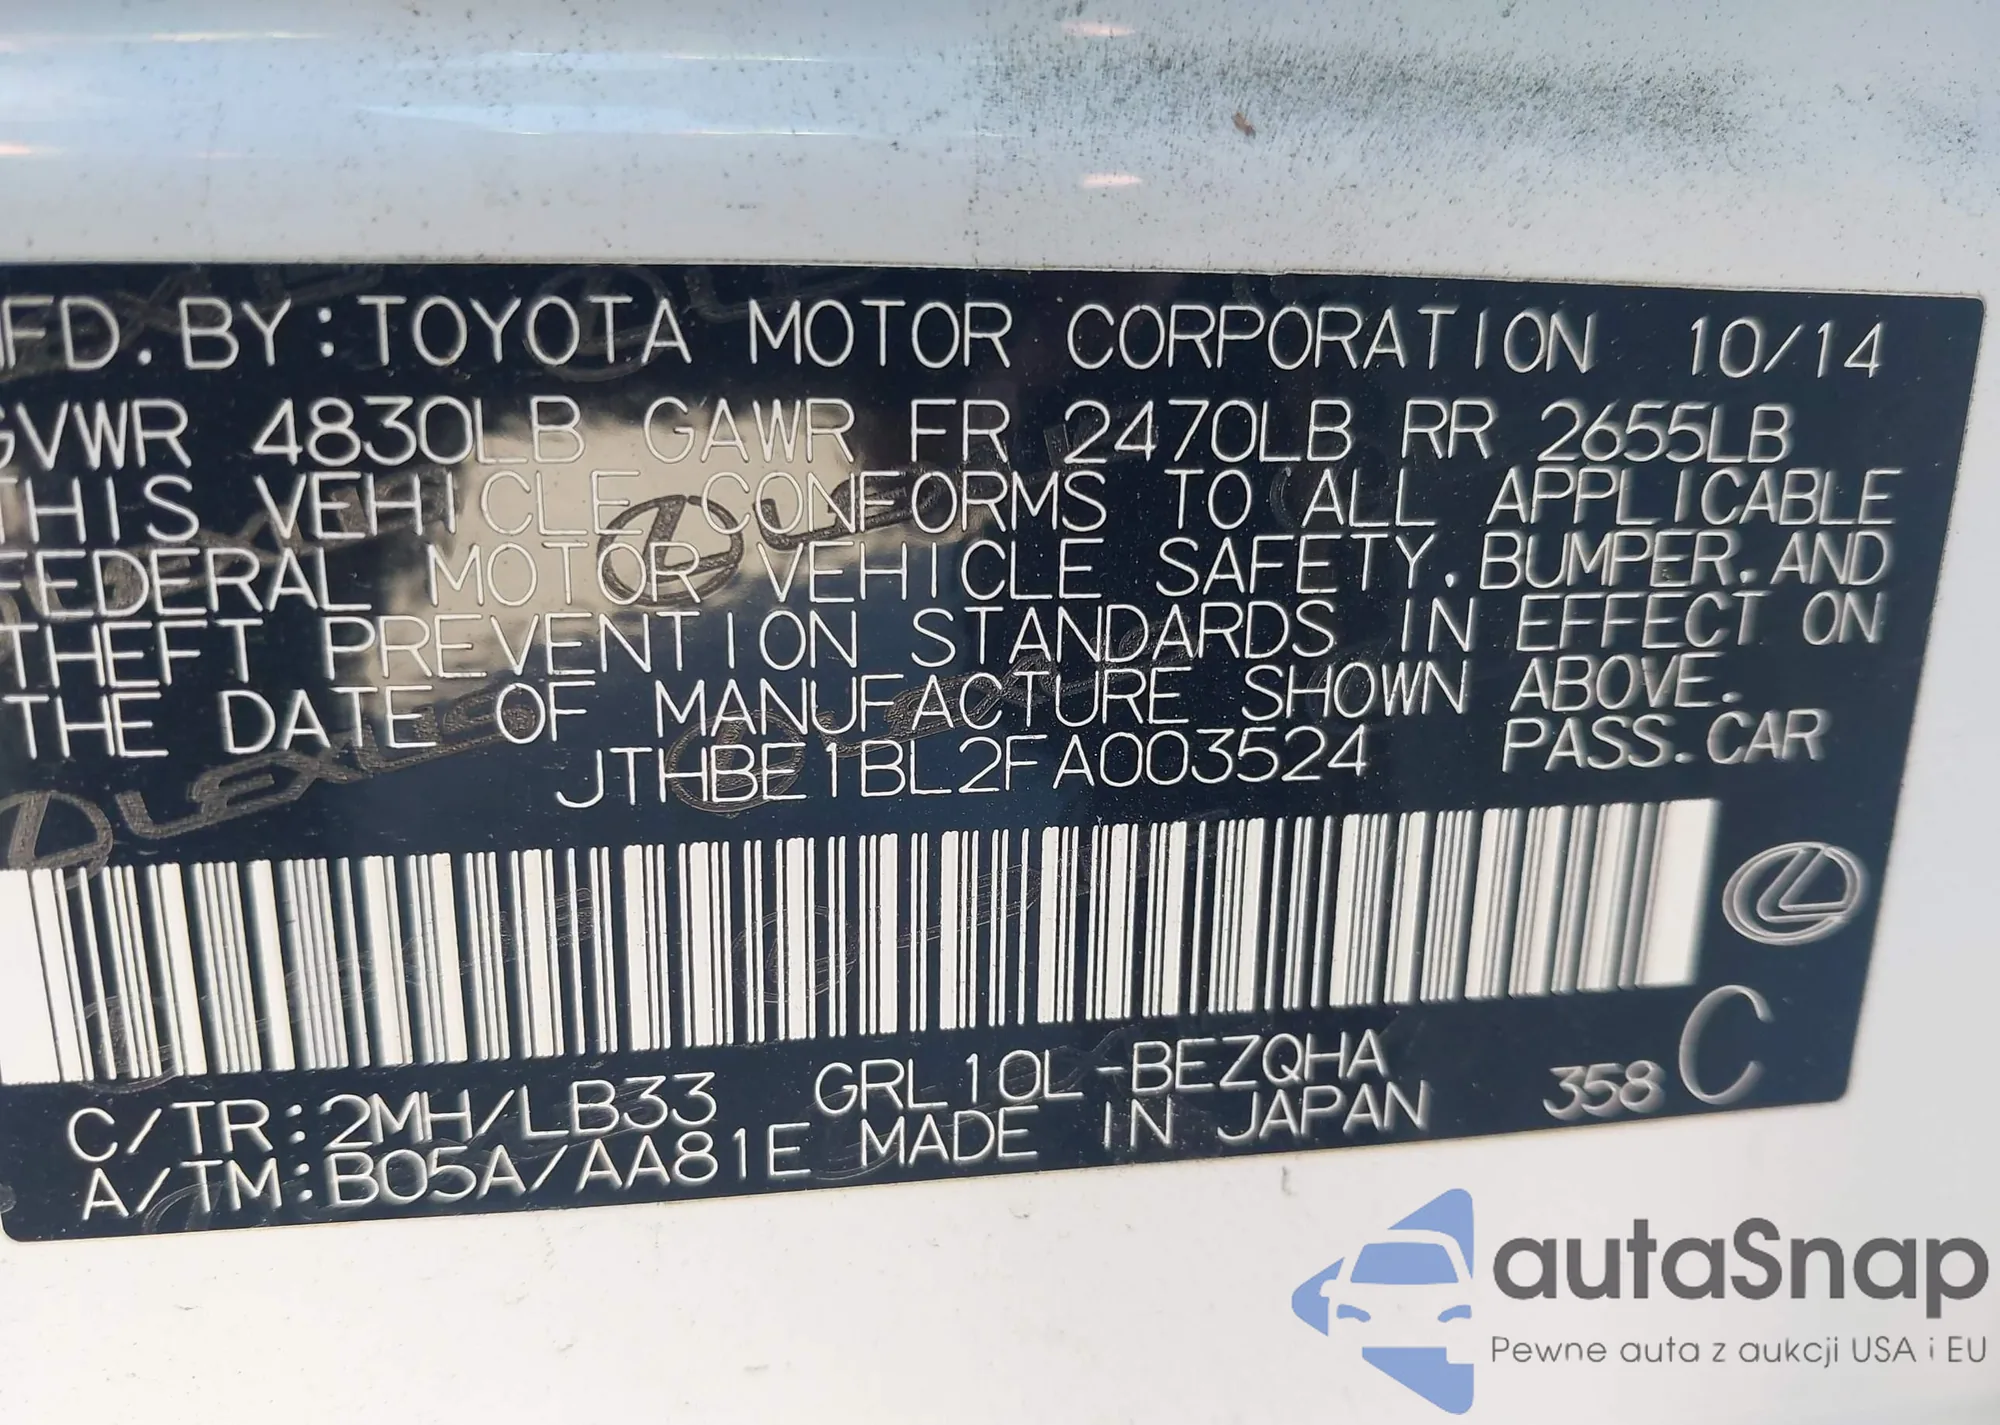 MFD. BY: TOYOTA MOTOR CORPORATION 10/14
GVWR 4830LB GAWR FR 2470LB RR 2655LB
THIS VEHICLE CONFORMS TO ALL APPLICABLE
FEDERAL MOTOR VEHICLE SAFETY, BUMPER, AND
THEFT PREVENTION STANDARDS IN EFFECT ON
THE DATE OF MANUFACTURE SHOWN ABOVE.
JTHBE1BL2FA003524 PASS. CAR
C/TR: 2MH/LB33 GRL10L-BEZQHA 358 C
A/TM: B05A/AA81E MADE IN JAPAN
autaSnap
Pewne auta z aukcji USA i EU